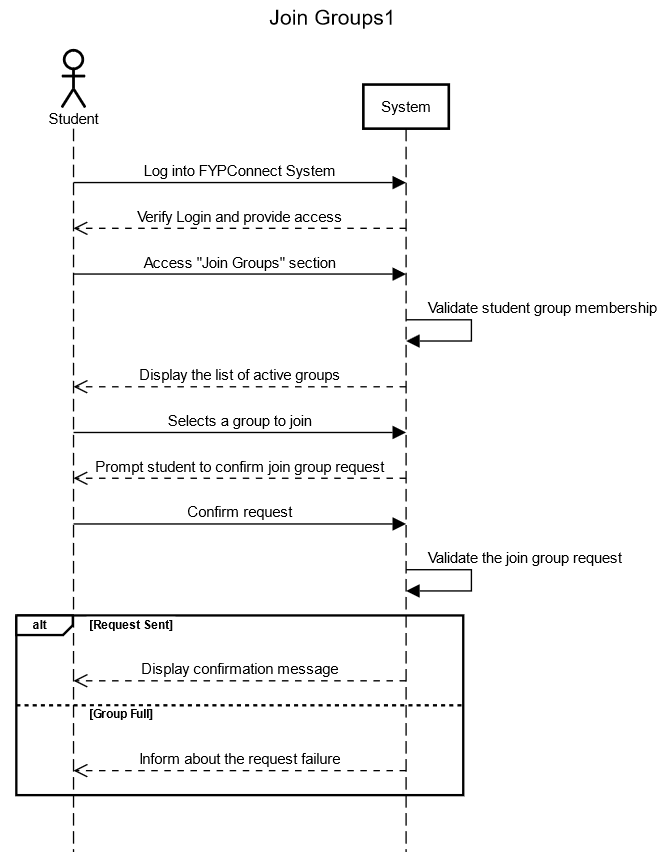 Join Groups1
Student
System
Log into FYPConnect System
Verify Login and provide access
Access "Join Groups" section
Validate student group membership
Display the list of active groups
Selects a group to join
Prompt student to confirm join group request
Confirm request
Validate the join group request
alt [Request Sent]
Display confirmation message
[Group Full]
Inform about the request failure